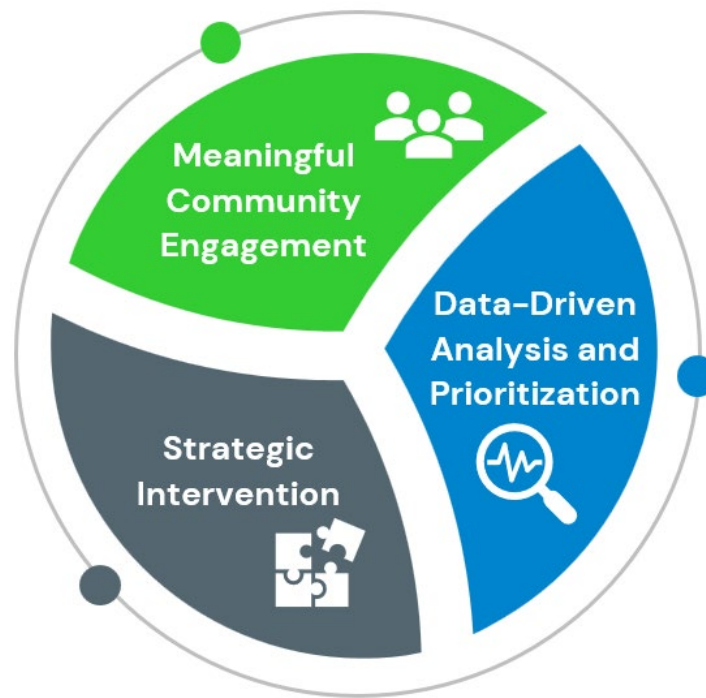 Meaningful
Community
Engagement
Data-Driven
Analysis and
Prioritization
Strategic
Intervention